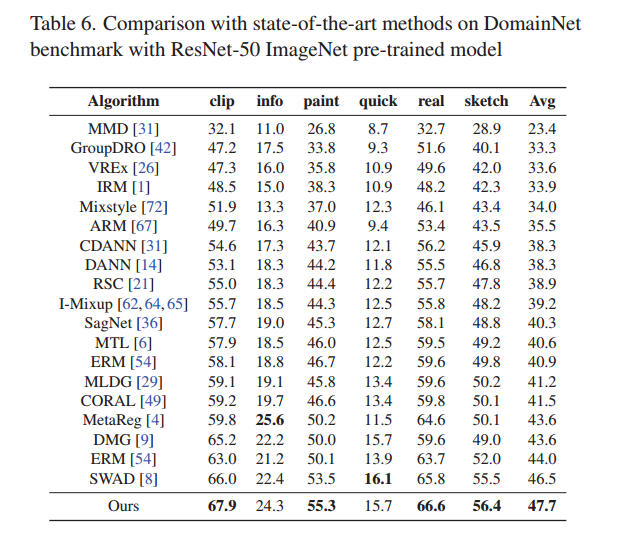 Table 6. Comparison with state-of-the-art methods on DomainNet
benchmark with ResNet-50 ImageNet pre-trained model
Algorithm clip info paint quick real sketch Avg
MMD [31] 32.1 11.0 26.8 8.7 32.7 28.9 23.4
GroupDRO [42] 47.2 17.5 33.8 9.3 51.6 40.1 33.3
VREx [26] 47.3 16.0 35.8 10.9 49.6 42.0 33.6
IRM [1] 48.5 15.0 38.3 10.9 48.2 42.3 33.9
Mixstyle [72] 51.9 13.3 37.0 12.3 46.1 43.4 34.0
ARM [67] 49.7 16.3 40.9 9.4 53.4 43.5 35.5
CDANN [31] 54.6 17.3 43.7 12.1 56.2 45.9 38.3
DANN [14] 53.1 18.3 44.2 11.8 55.5 46.8 38.3
RSC [21] 55.0 18.3 44.4 12.2 55.7 47.8 38.9
I-Mixup [62,64,65] 55.7 18.5 44.3 12.5 55.8 48.2 39.2
SagNet [36] 57.7 19.0 45.3 12.7 58.1 48.8 40.3
MTL [6] 57.9 18.5 46.0 12.5 59.5 49.2 40.6
ERM [54] 58.1 18.8 46.7 12.2 59.6 49.8 40.9
MLDG [29] 59.1 19.1 45.8 13.4 59.6 50.2 41.2
CORAL [49] 59.2 19.7 46.6 13.4 59.8 50.1 41.5
MetaReg [4] 59.8 25.6 50.2 11.5 64.6 50.1 43.6
DMG [9] 65.2 22.2 50.0 15.7 59.6 49.0 43.6
ERM [54] 63.0 21.2 50.1 13.9 63.7 52.0 44.0
SWAD [8] 66.0 22.4 53.5 16.1 65.8 55.5 46.5
Ours 67.9 24.3 55.3 15.7 66.6 56.4 47.7